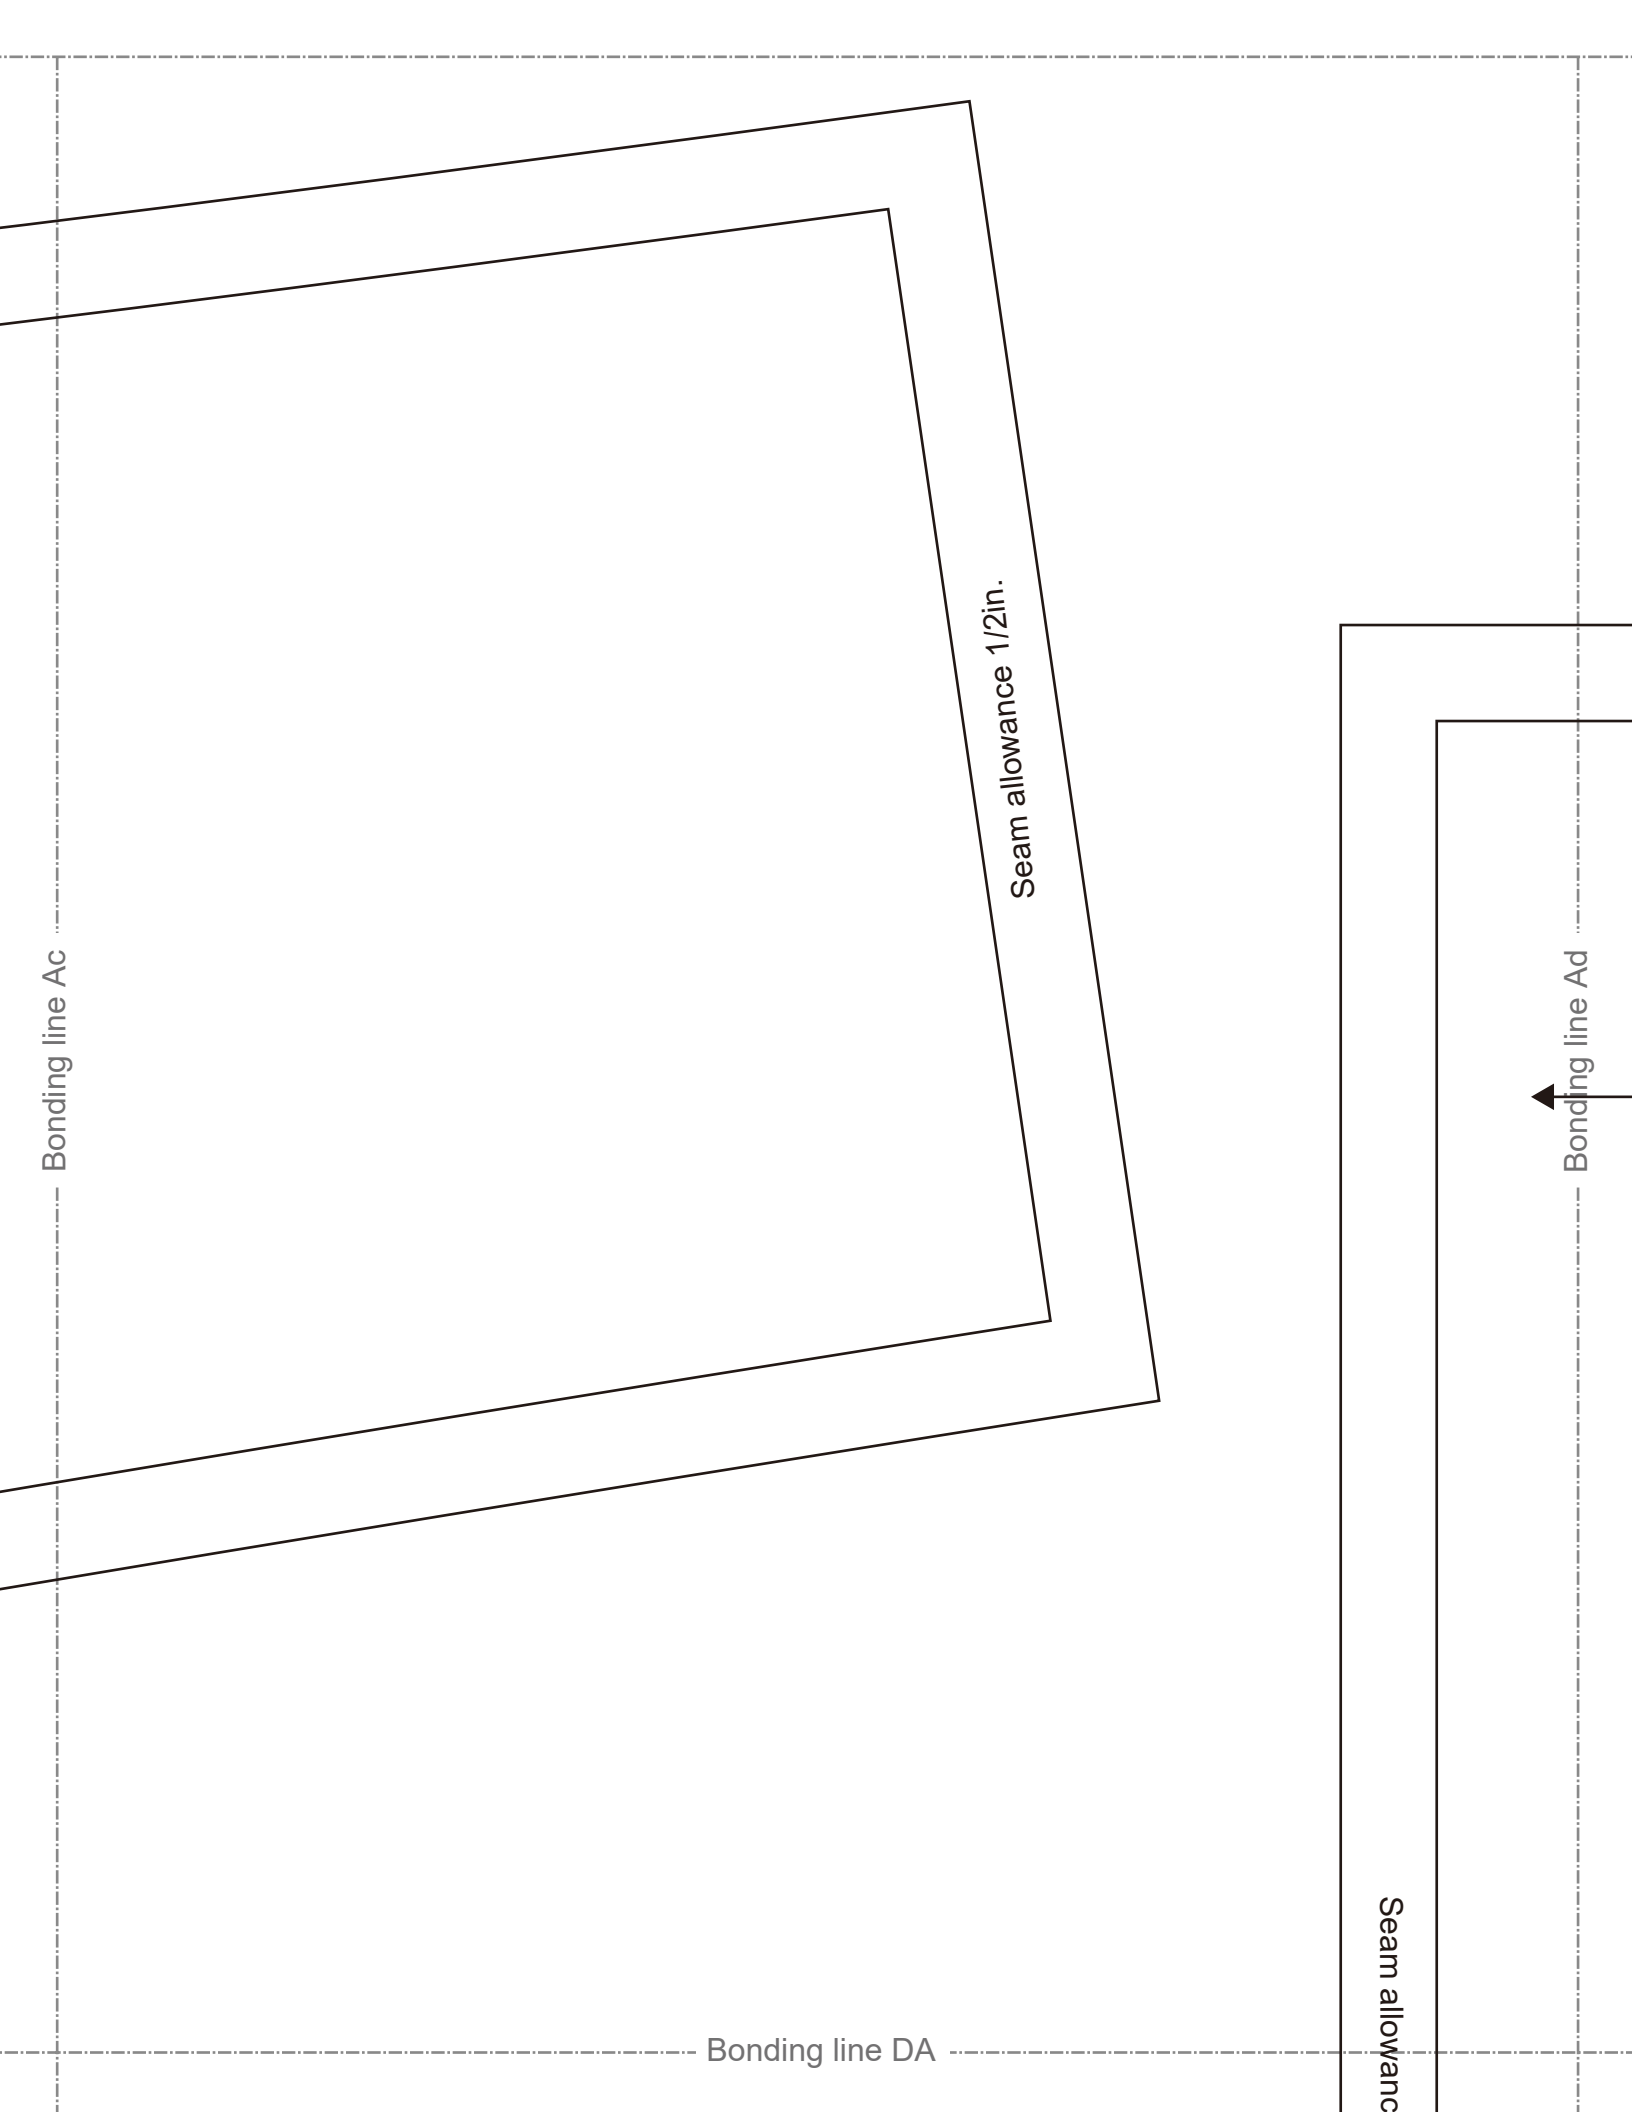 Seam allowance 1/2in.
Bonding line Ac
Bonding line Ad
Seam allowanc
Bonding line DA